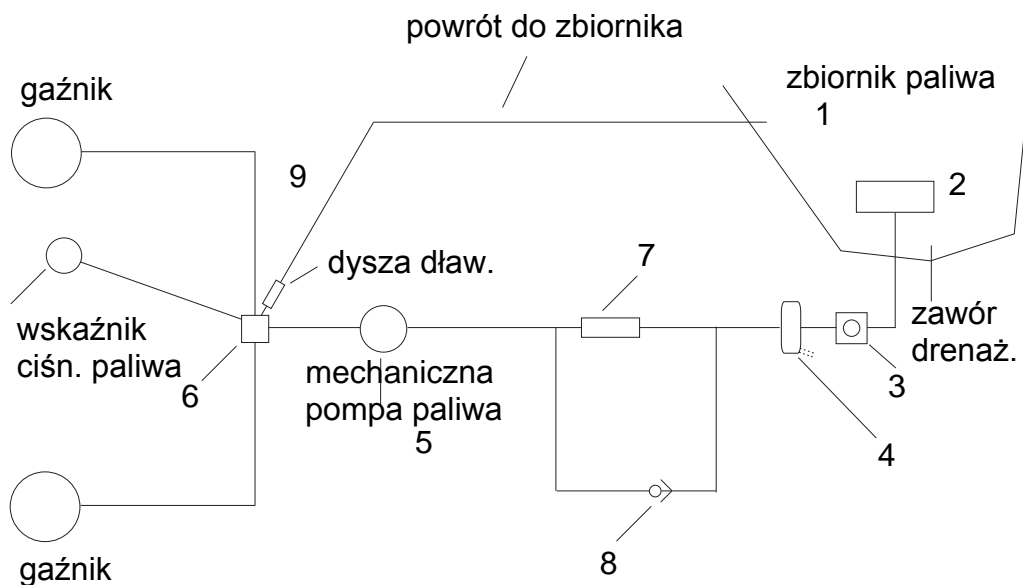 powrót do zbiornika
gaźnik
zbiornik paliwa
1
9
2
dysza dław.
7
wskaźnik
ciśn. paliwa
6
mechaniczna
pompa paliwa
5
zawór
drenaż.
3
4
8
gaźnik